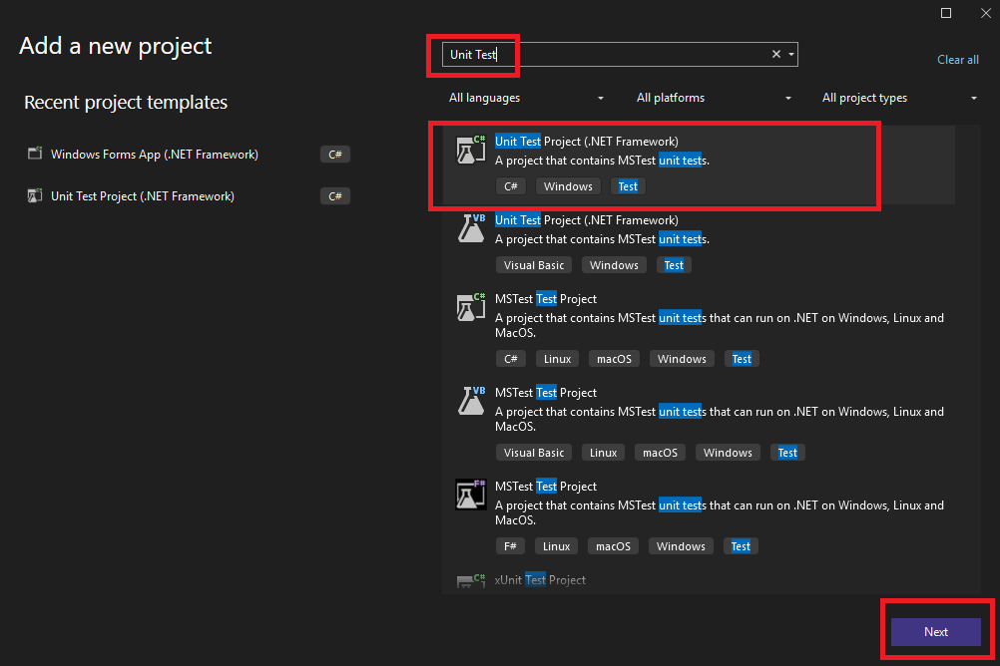 Add a new project
Unit Test
Clear all
Recent project templates
All languages
All platforms
All project types
Windows Forms App (.NET Framework)
C#
Unit Test Project (.NET Framework)
C#
C#
Unit Test Project (.NET Framework)
A project that contains MSTest unit tests.
C# Windows Test
VB
Unit Test Project (.NET Framework)
A project that contains MSTest unit tests.
Visual Basic Windows Test
C#
MSTest Test Project
A project that contains MSTest unit tests that can run on .NET on Windows, Linux and
MacOS.
C# Linux macOS Windows Test
VB
MSTest Test Project
A project that contains MSTest unit tests that can run on .NET on Windows, Linux and
MacOS.
Visual Basic Linux macOS Windows Test
F#
MSTest Test Project
A project that contains MSTest unit tests that can run on .NET on Windows, Linux and
MacOS.
F# Linux macOS Windows Test
C#
xUnit Test Project
Next